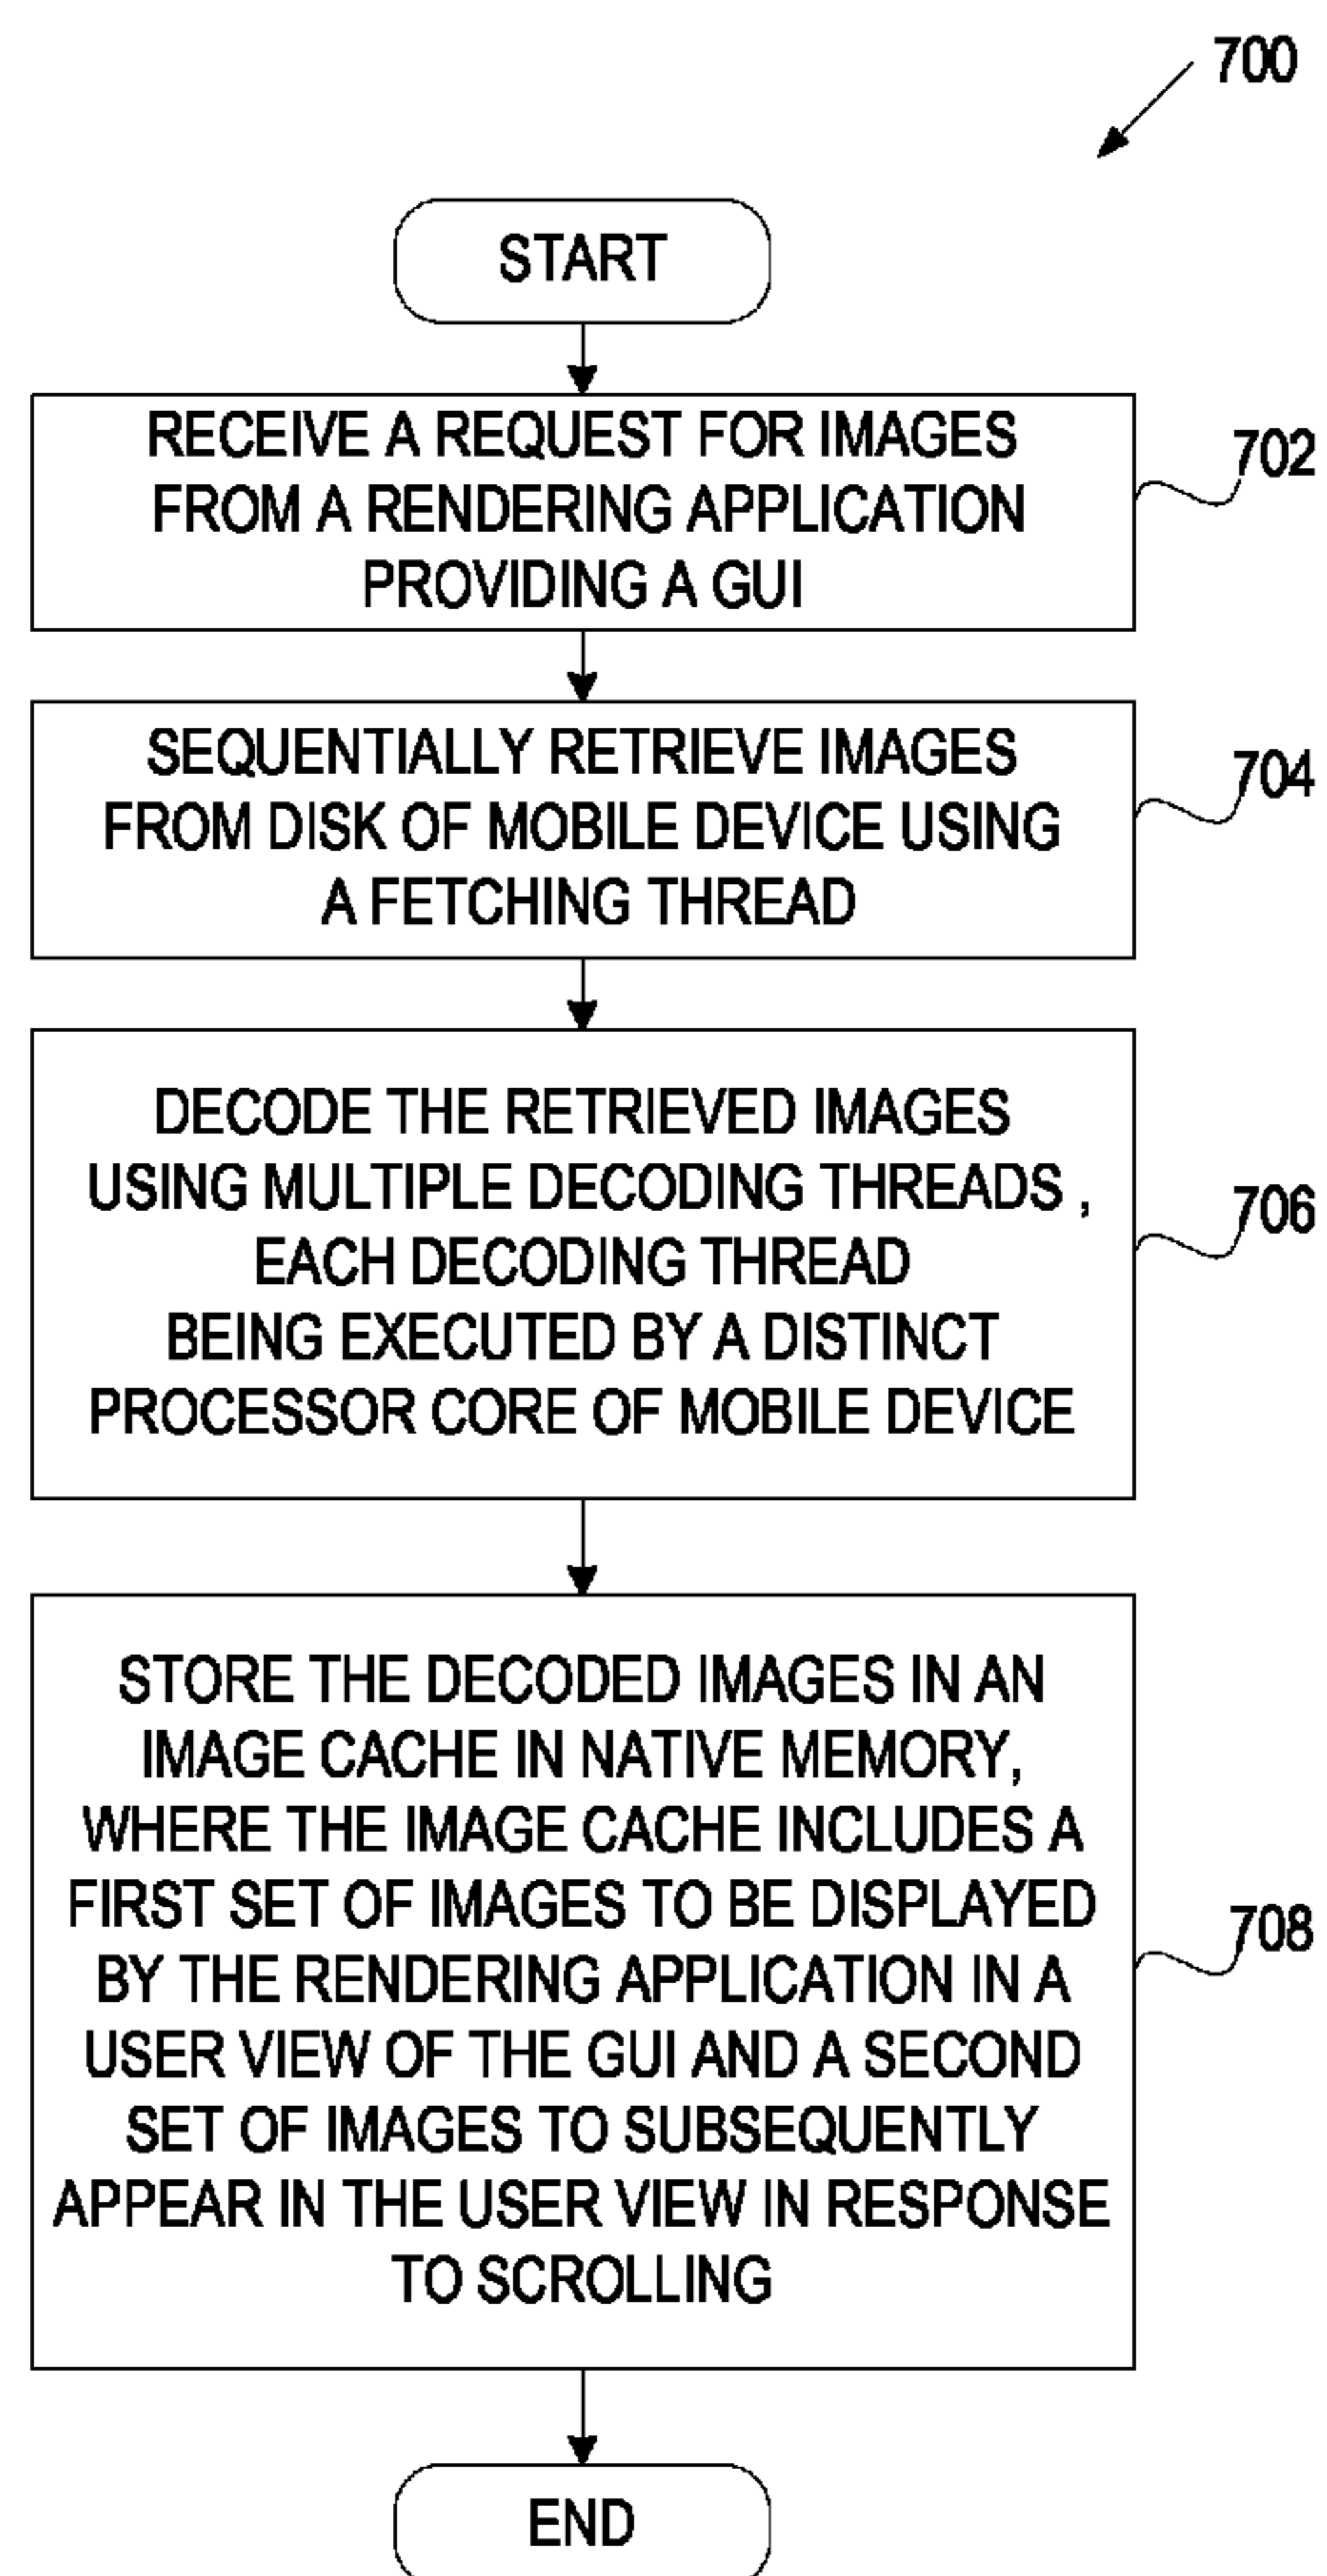 700
START
RECEIVE A REQUEST FOR IMAGES
FROM A RENDERING APPLICATION
PROVIDING A GUI
702
SEQUENTIALLY RETRIEVE IMAGES
FROM DISK OF MOBILE DEVICE USING
A FETCHING THREAD
704
DECODE THE RETRIEVED IMAGES
USING MULTIPLE DECODING THREADS ,
EACH DECODING THREAD
BEING EXECUTED BY A DISTINCT
PROCESSOR CORE OF MOBILE DEVICE
706
STORE THE DECODED IMAGES IN AN
IMAGE CACHE IN NATIVE MEMORY,
WHERE THE IMAGE CACHE INCLUDES A
FIRST SET OF IMAGES TO BE DISPLAYED
BY THE RENDERING APPLICATION IN A
USER VIEW OF THE GUI AND A SECOND
SET OF IMAGES TO SUBSEQUENTLY
APPEAR IN THE USER VIEW IN RESPONSE
TO SCROLLING
708
END